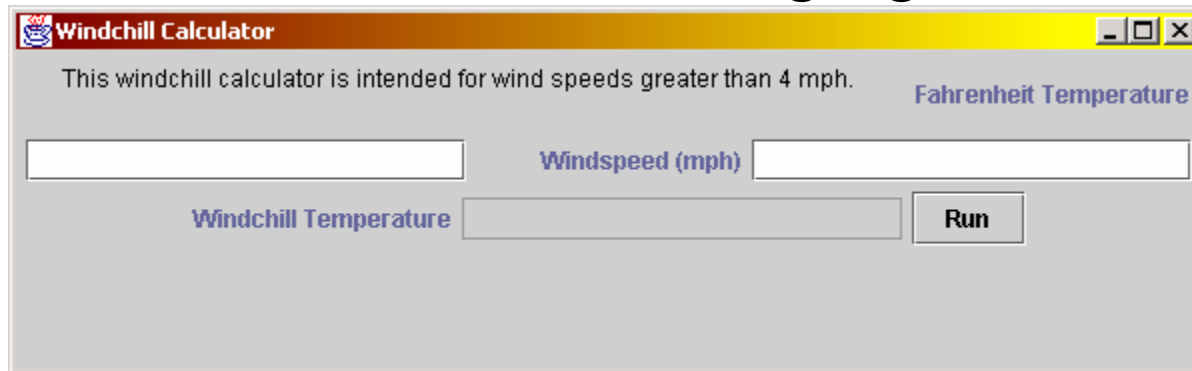 Windchill Calculator
This windchill calculator is intended for wind speeds greater than 4 mph.
Fahrenheit Temperature
Windspeed (mph)
Windchill Temperature
Run